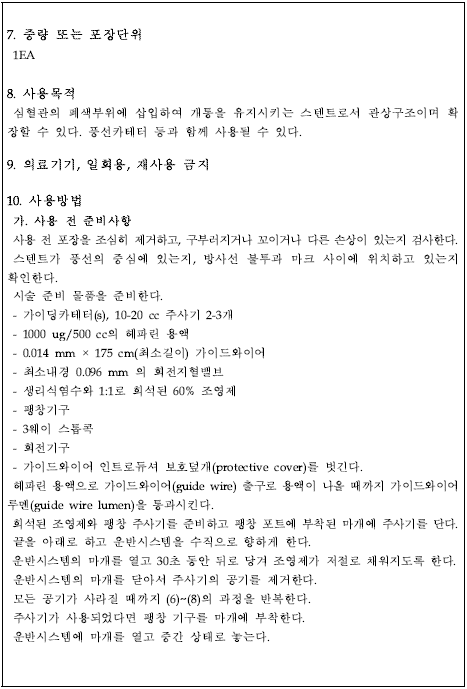 7. 중량 또는 포장단위
1EA
8. 사용목적
심혈관의 폐색부위에 삽입하여 개통을 유지시키는 스텐트로서 관상구조이며 확
장할 수 있다. 풍선카테터 등과 함께 사용될 수 있다.
9. 의료기기, 일회용, 재사용 금지
10. 사용방법
가. 사용 전 준비사항
사용 전 포장을 조심히 제거하고, 구부러지거나 꼬이거나 다른 손상이 있는지 검사한다.
스텐트가 풍선의 중심에 있는지, 방사선 불투과 마크 사이에 위치하고 있는지
확인한다.
시술 준비 물품을 준비한다.
- 가이딩카테터(s), 10-20 cc 주사기 2-3개
- 1000 ug/500 cc의 헤파린 용액
- 0.014 mm × 175 cm(최소길이) 가이드와이어
- 최소내경 0.096 mm 의 회전지혈밸브
- 생리식염수와 1:1로 희석된 60% 조영제
- 팽창기구
- 3웨이 스톱콕
- 회전기구
- 가이드와이어 인트로듀셔 보호덮개(protective cover)를 벗긴다.
헤파린 용액으로 가이드와이어(guide wire) 출구로 용액이 나올 때까지 가이드와이어
루멘(guide wire lumen)을 통과시킨다.
희석된 조영제와 팽창 주사기를 준비하고 팽창 포트에 부착된 마개에 주사기를 단다.
끝을 아래로 하고 운반시스템을 수직으로 향하게 한다.
운반시스템의 마개를 열고 30초 동안 뒤로 당겨 조영제가 저절로 채워지도록 한다.
운반시스템의 마개를 닫아서 주사기의 공기를 제거한다.
모든 공기가 사라질 때까지 (6)~(8)의 과정을 반복한다.
주사기가 사용되었다면 팽창 기구를 마개에 부착한다.
운반시스템에 마개를 열고 중간 상태로 놓는다.